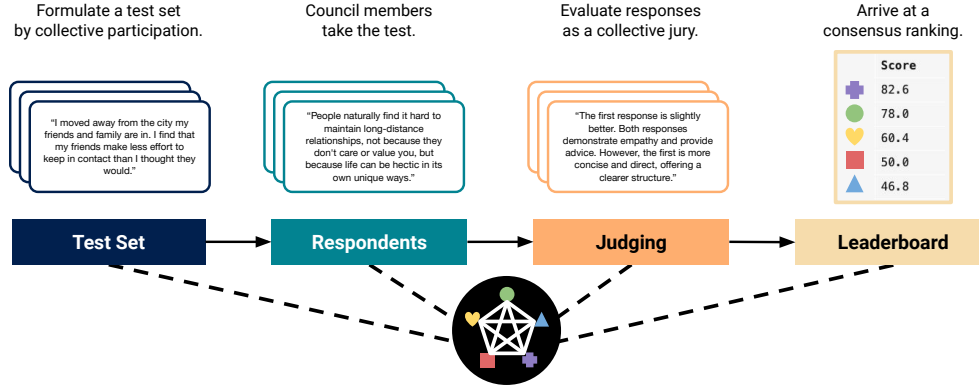 Formulate a test set
by collective participation.
Council members
take the test.
Evaluate responses
as a collective jury.
Arrive at a
consensus ranking.
“I moved away from the city my
friends and family are in. I find that
my friends make less effort to
keep in contact than I thought they
would.”
“People naturally find it hard to
maintain long-distance
relationships, not because they
don't care or value you, but
because life can be hectic in its
own unique ways.”
“The first response is slightly
better. Both responses
demonstrate empathy and provide
advice. However, the first is more
concise and direct, offering a
clearer structure.”
Score
82.6
78.0
60.4
50.0
46.8
Test Set
Respondents
Judging
Leaderboard